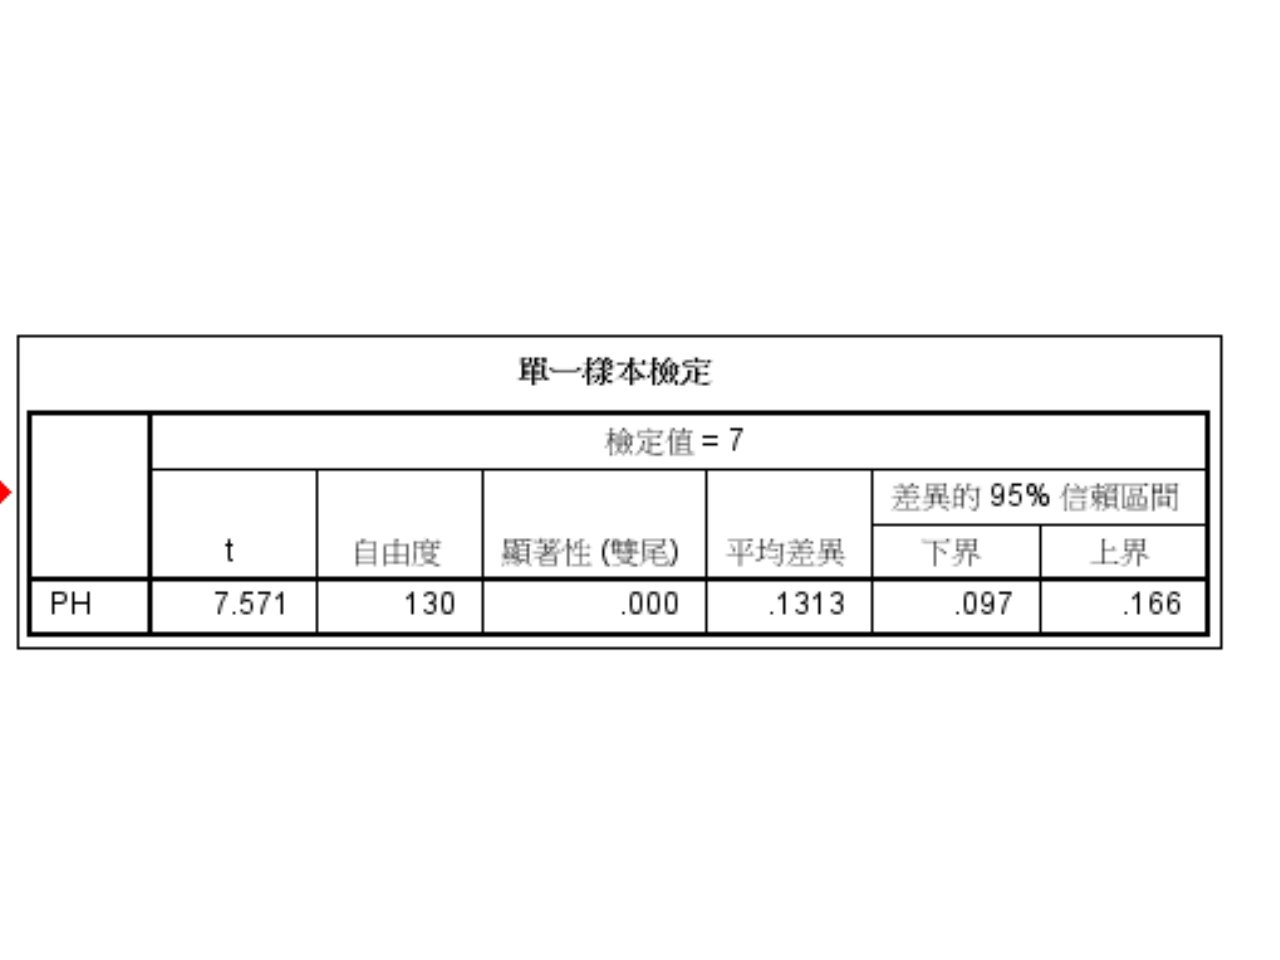 單一樣本檢定
檢定值 = 7
差異的 95% 信賴區間
t 自由度 顯著性 (雙尾) 平均差異 下界 上界
PH 7.571 130 .000 .1313 .097 .166